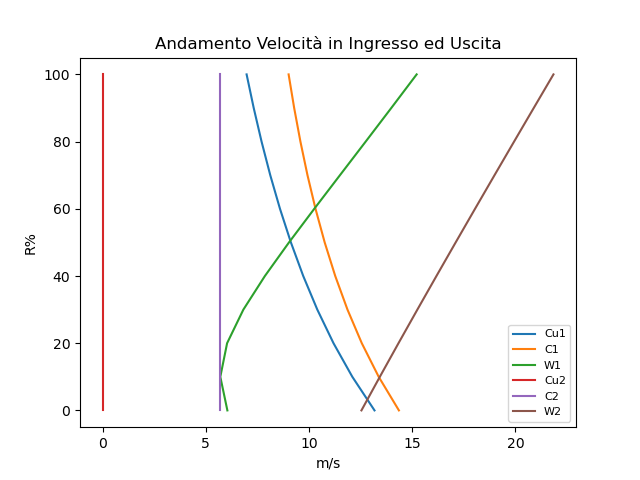 Andamento Velocità in Ingresso ed Uscita
100
80
60
40
20
0
R%
0 5 10 15 20
m/s
Cu1
C1
W1
Cu2
C2
W2